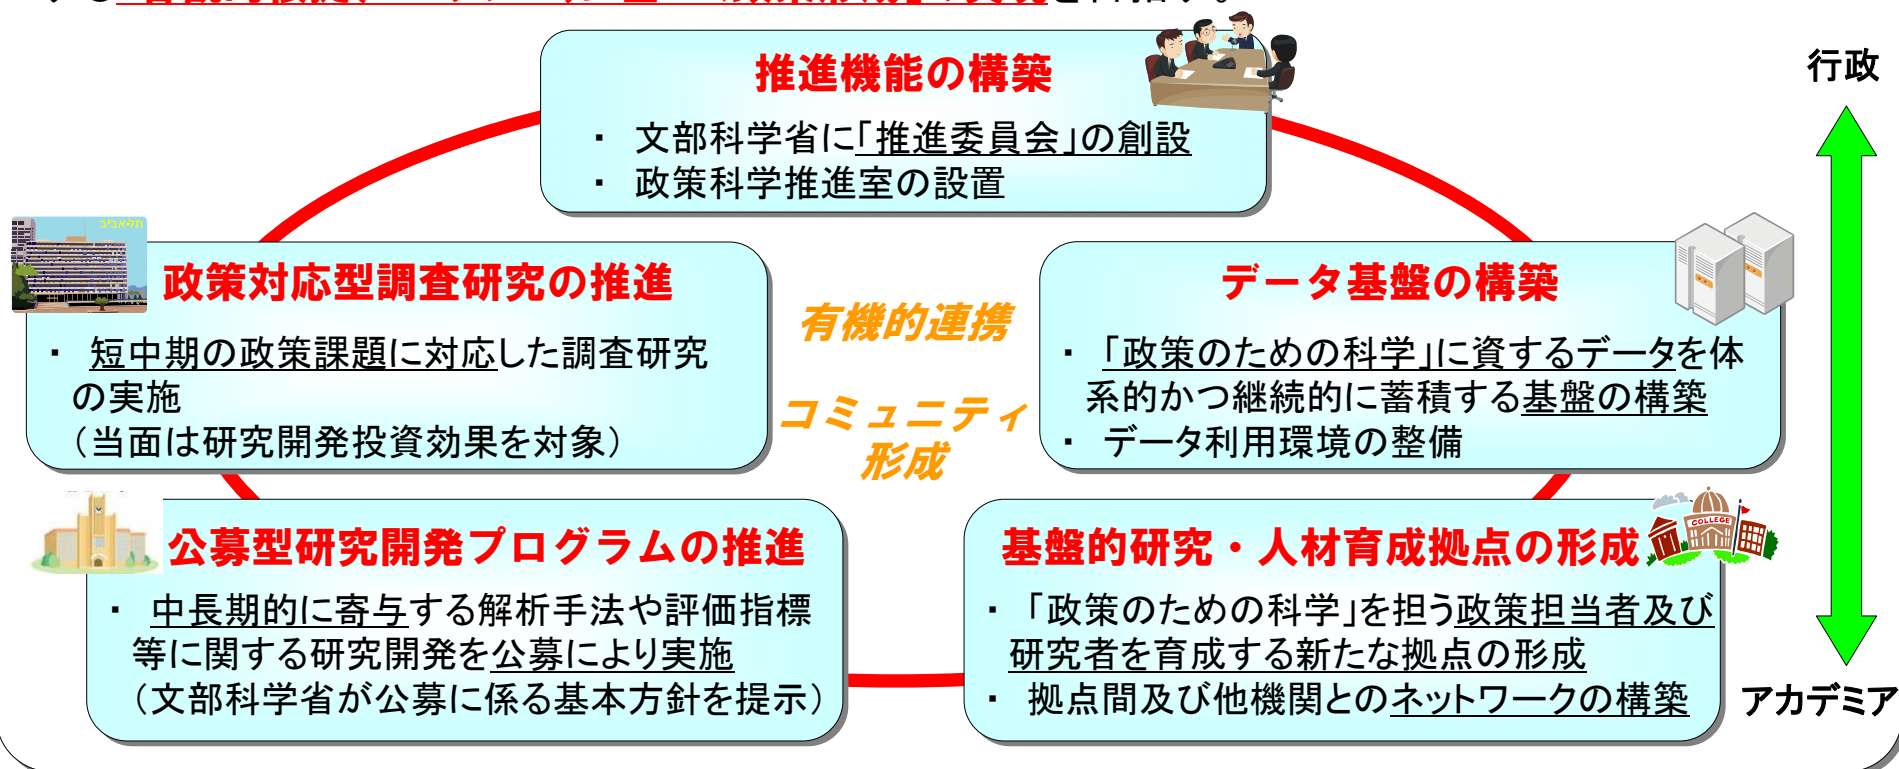 推進機能の構築
・ 文部科学省に「推進委員会」の創設
・ 政策科学推進室の設置
行政
תל-אביב
政策対応型調査研究の推進
・ 短中期の政策課題に対応した調査研究
の実施
（当面は研究開発投資効果を対象）
有機的連携
コミュニティ
形成
データ基盤の構築
・ 「政策のための科学」に資するデータを体
系的かつ継続的に蓄積する基盤の構築
・ データ利用環境の整備
公募型研究開発プログラムの推進
・ 中長期的に寄与する解析手法や評価指標
等に関する研究開発を公募により実施
（文部科学省が公募に係る基本方針を提示）
COLLEGE
基盤的研究・人材育成拠点の形成
・ 「政策のための科学」を担う政策担当者及び
研究者を育成する新たな拠点の形成
・ 拠点間及び他機関とのネットワークの構築
アカデミア